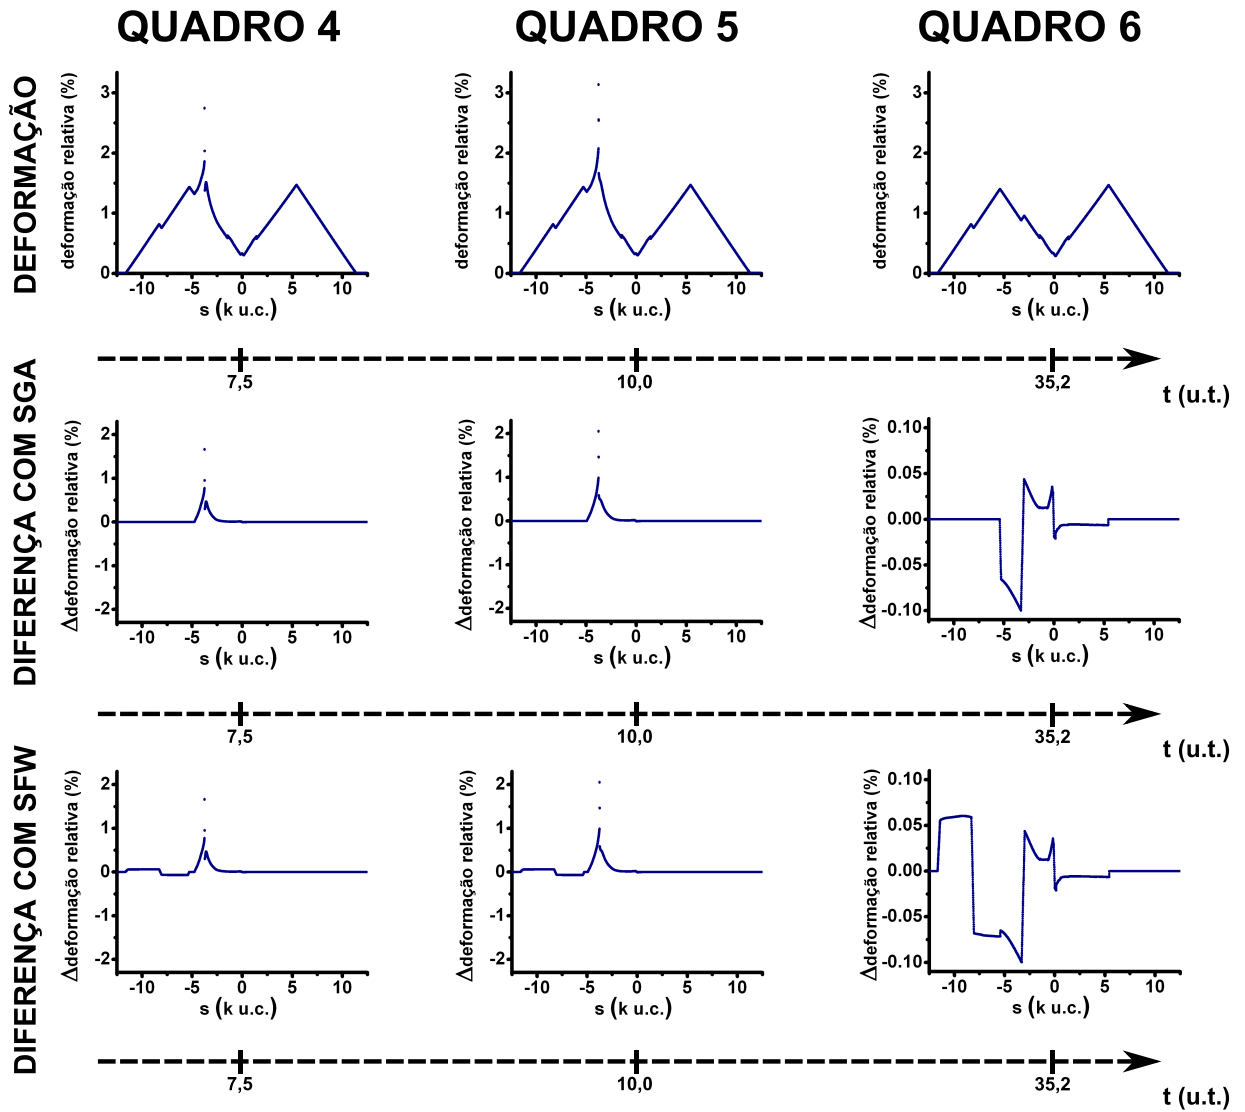 QUADRO 4 QUADRO 5 QUADRO 6
DEFORMAÇÃO
deformação relativa (%)
3
2
1
0
-10 -5 0 5 10
s (k u.c.)
deformação relativa (%)
3
2
1
0
-10 -5 0 5 10
s (k u.c.)
deformação relativa (%)
3
2
1
0
-10 -5 0 5 10
s (k u.c.)
7,5 10,0 35,2
t (u.t.)
DIFERENÇA COM SGA
Δdeformação relativa (%)
2
1
0
-1
-2
-10 -5 0 5 10
s (k u.c.)
Δdeformação relativa (%)
2
1
0
-1
-2
-10 -5 0 5 10
s (k u.c.)
Δdeformação relativa (%)
0.10
0.05
0.00
-0.05
-0.10
-10 -5 0 5 10
s (k u.c.)
7,5 10,0 35,2
t (u.t.)
DIFERENÇA COM SFW
Δdeformação relativa (%)
2
1
0
-1
-2
-10 -5 0 5 10
s (k u.c.)
Δdeformação relativa (%)
2
1
0
-1
-2
-10 -5 0 5 10
s (k u.c.)
Δdeformação relativa (%)
0.10
0.05
0.00
-0.05
-0.10
-10 -5 0 5 10
s (k u.c.)
7,5 10,0 35,2
t (u.t.)